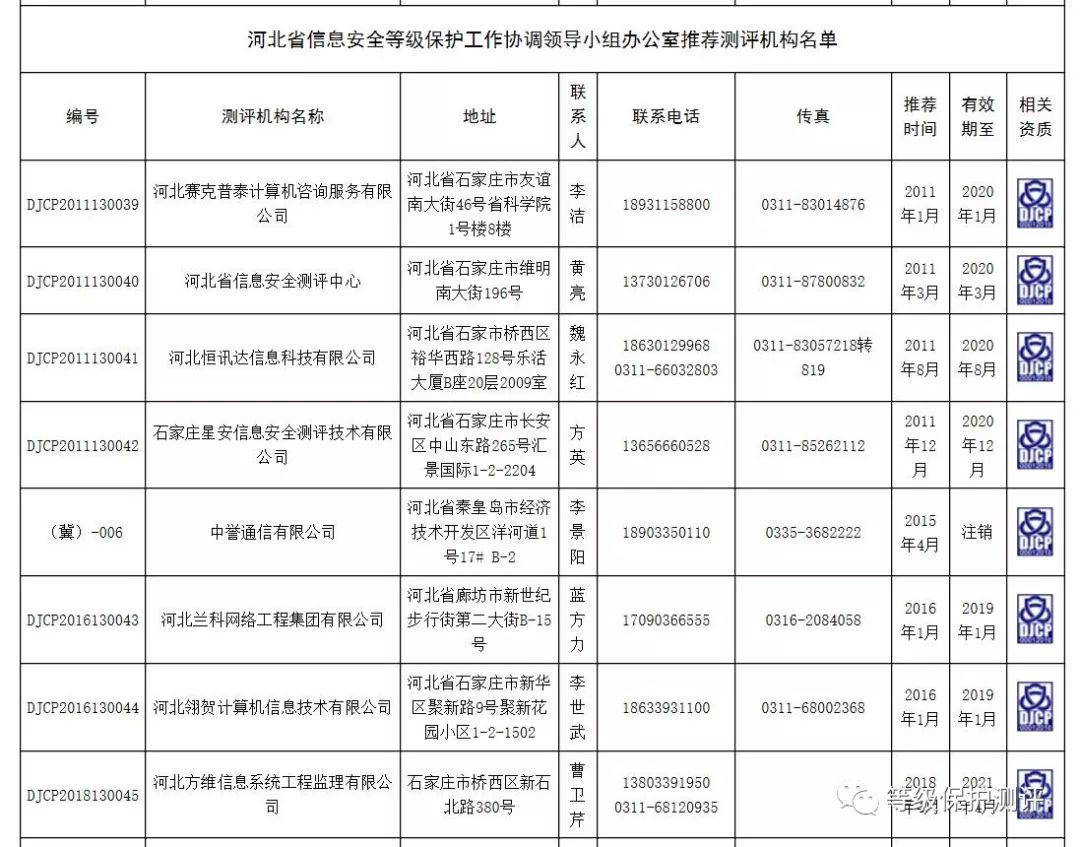 河北省信息安全等级保护工作协调领导小组办公室推荐测评机构名单
编号 测评机构名称 地址 联系人 联系电话 传真 推荐时间 有效期至 相关资质
DJCP2011130039 河北赛克普泰计算机咨询服务有限公司 河北省石家庄市友谊南大街46号省科学院1号楼8楼 李洁 18931158800 0311-83014876 2011年1月 2020年1月 DJCP
DJCP2011130040 河北省信息安全测评中心 河北省石家庄市维明南大街196号 黄亮 13730126706 0311-87800832 2011年3月 2020年3月 DJCP
DJCP2011130041 河北恒讯达信息科技有限公司 河北省石家市桥西区裕华西路128号乐活大厦B座20层2009室 魏永红 18630129968 0311-66032803 0311-83057218转819 2011年8月 2020年8月 DJCP
DJCP2011130042 石家庄星安信息安全测评技术有限公司 河北省石家庄市长安区中山东路265号汇景国际1-2-2204 方英 13656660528 0311-85262112 2011年12月 2020年12月 DJCP
（冀）-006 中誉通信有限公司 河北省秦皇岛市经济技术开发区洋河道1号17# B-2 李景阳 18903350110 0335-3682222 2015年4月 注销 DJCP
DJCP2016130043 河北兰科网络工程集团有限公司 河北省廊坊市新世纪步行街第二大街B-15号 蓝方力 17090366555 0316-2084058 2016年1月 2019年1月 DJCP
DJCP2016130044 河北翎贺计算机信息技术有限公司 河北省石家庄市新华区聚新路9号聚新花园小区1-2-1502 李世武 18633931100 0311-68002368 2016年1月 2019年1月 DJCP
DJCP2018130045 河北方维信息系统工程监理有限公司 石家庄市桥西区新石北路380号 曹卫芹 13803391950 0311-68120935 2018 2021 DJCP
等级保护测评